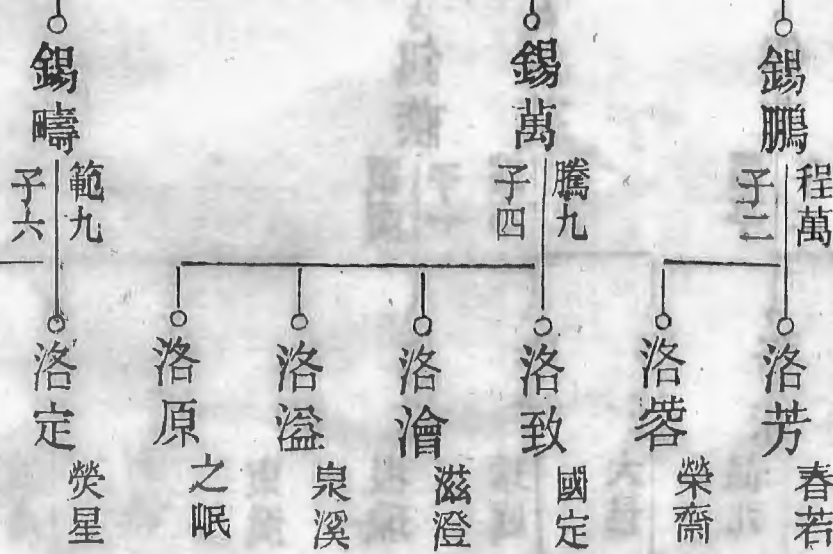 錫鵬
程萬
子二
錫萬
騰九
子四
錫疇
範九
子六
洛芳
春若
洛
榮齋
洛致
國定
洛澮
滋澄
洛溢
泉溪
洛原
之岷
洛定
熒星